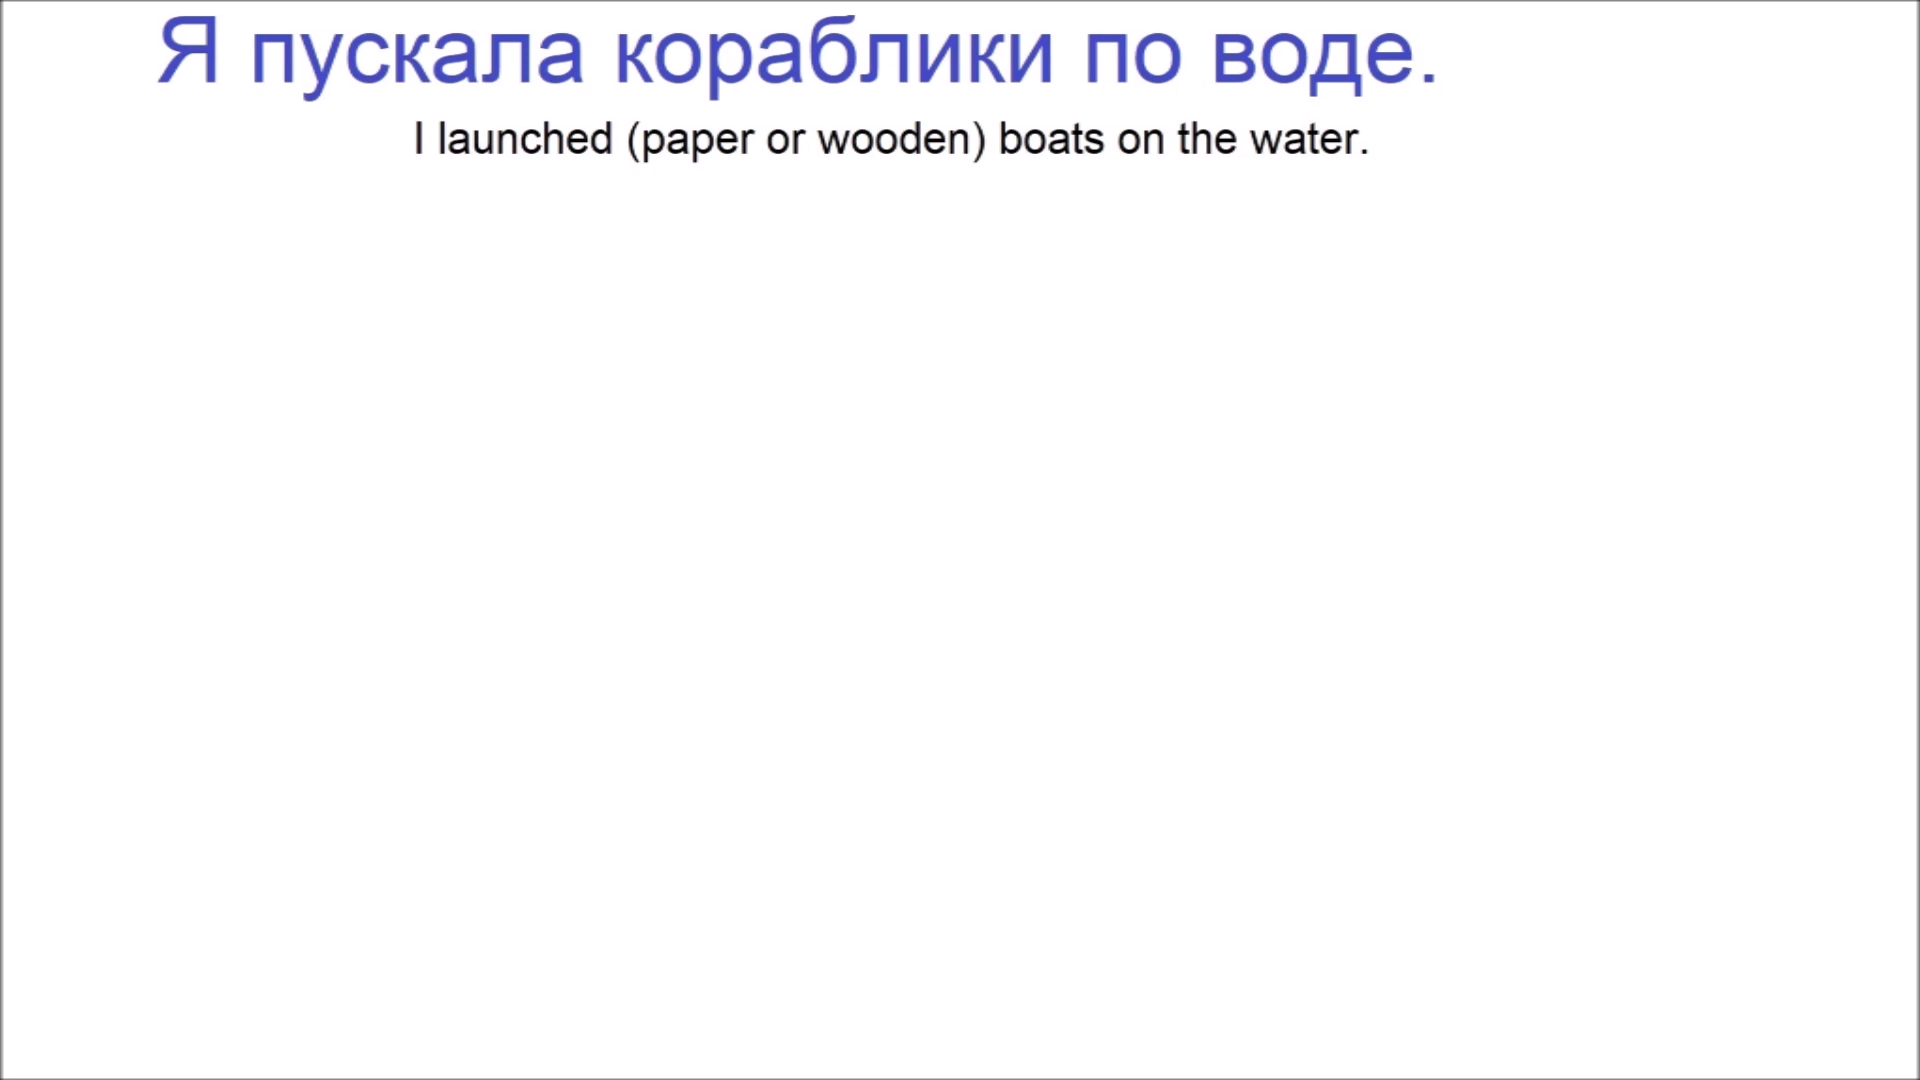 Я пускала кораблики по воде.
I launched (paper or wooden) boats on the water.